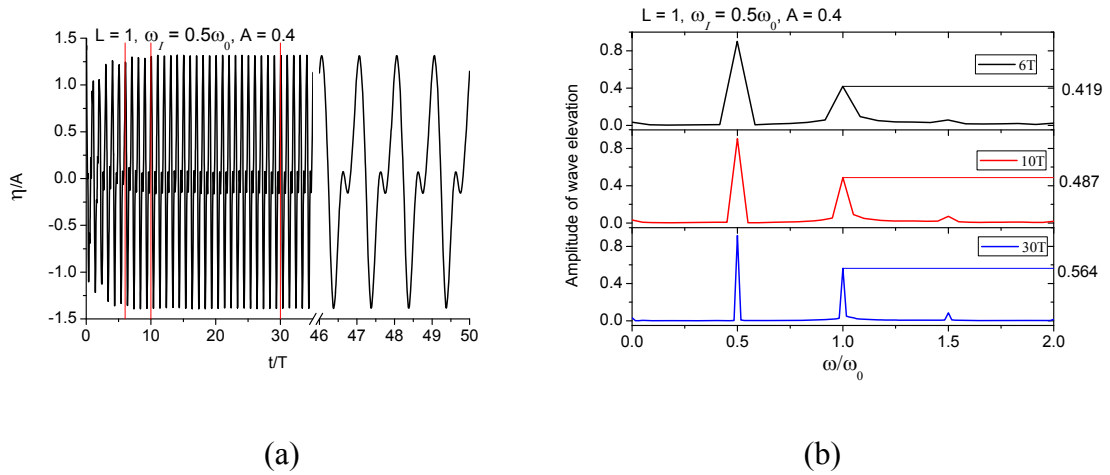 L = 1, ω_I = 0.5ω_0, A = 0.4
1.5
1.0
0.5
0.0
-0.5
-1.0
-1.5
η/A
0 10 20 30 46 47 48 49 50
t/T
(a)
L = 1, ω_I = 0.5ω_0, A = 0.4
0.8
0.4
0.0
6T
0.419
0.8
0.4
0.0
10T
0.487
0.8
0.4
0.0
30T
0.564
Amplitude of wave elevation
0.0 0.5 1.0 1.5 2.0
ω/ω_0
(b)